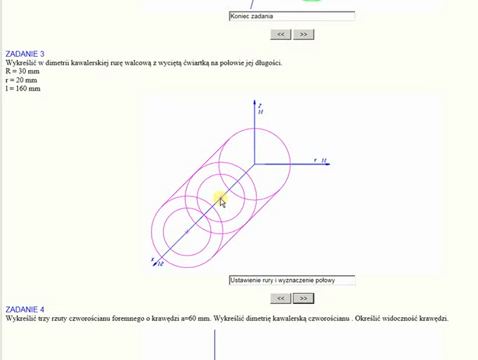 Koniec zadania
<< >>
ZADANIE 3
Wykreślić w dimetrii kawalerskiej rurę walcową z wyciętą ćwiartką na połowie jej długości.
R = 30 mm
r = 20 mm
l = 160 mm
Ustawienie rury i wyznaczenie połowy
<< >>
ZADANIE 4
Wykreślić trzy rzuty czworościanu foremnego o krawędzi a=60 mm. Wykreślić dimetrię kawalerską czworościanu . Określić widoczność krawędzi.